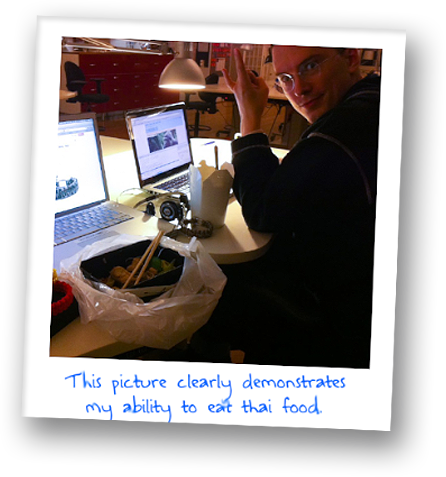 This picture clearly demonstrates
my ability to eat thai food.